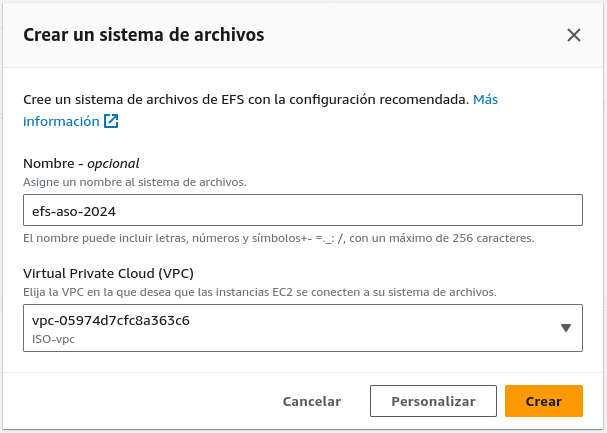 Crear un sistema de archivos
Cree un sistema de archivos de EFS con la configuración recomendada. Más
información
Nombre - opcional
Asigne un nombre al sistema de archivos.
efs-aso-2024
El nombre puede incluir letras, números y símbolos+- =._: /, con un máximo de 256 caracteres.
Virtual Private Cloud (VPC)
Elija la VPC en la que desea que las instancias EC2 se conecten a su sistema de archivos.
vpc-05974d7cfc8a363c6
ISO-vpc
Cancelar
Personalizar
Crear